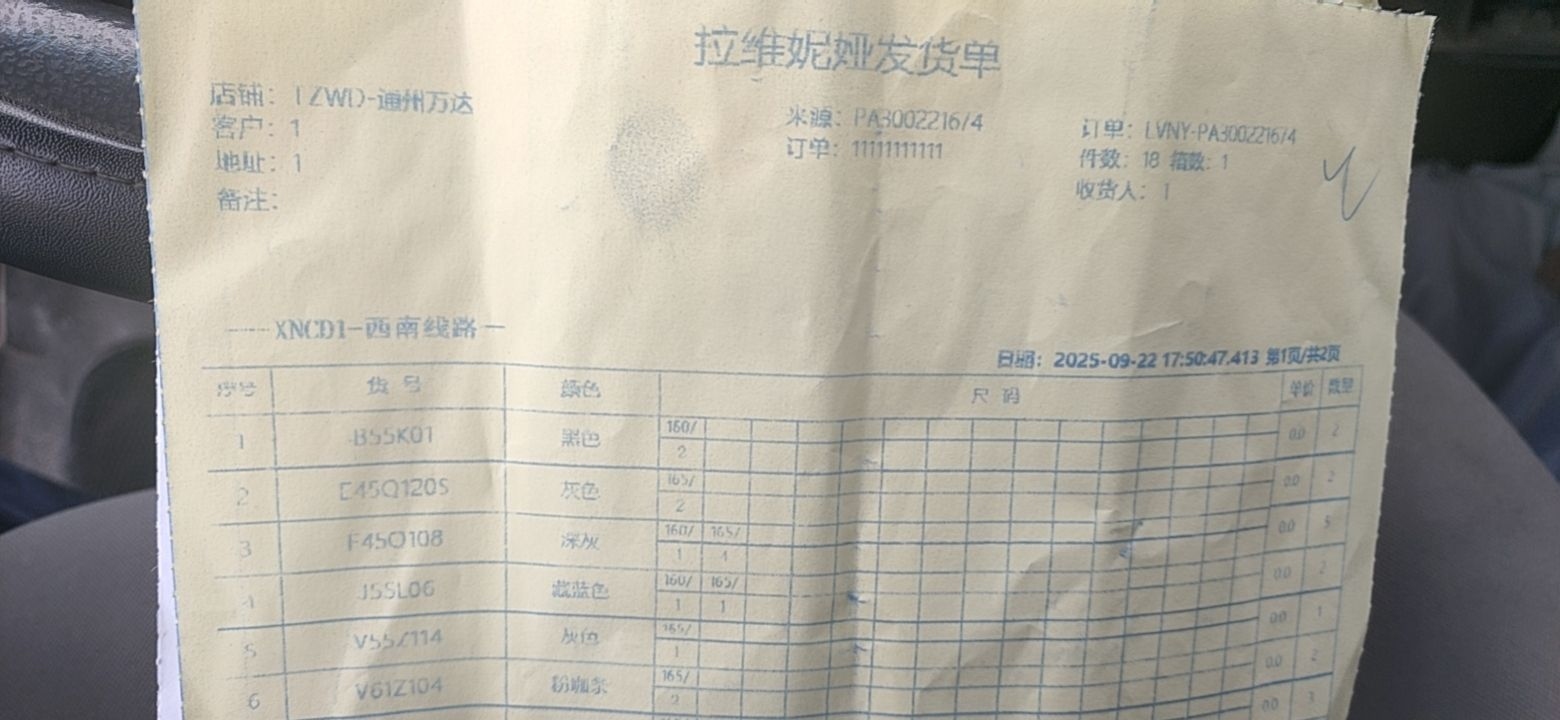 拉维妮娅发货单
店铺: TZWD-通州万达
客户: 1
地址: 1
备注:
来源: PA3002216/4
订单: 11111111111
订单: LVNY-PA3002216/4
件数: 18 箱数: 1
收货人: 1
XNCD1-西南线路
日期: 2025-09-22 17:50:47.413 第1页/共2页
序号 货号 颜色 尺码 单价 数量
1 B55K01 黑色 160/ 2 0.0 2
2 E45Q120S 灰色 165/ 2 0.0 2
3 F45Q108 深灰 160/ 165/ 1 4 0.0 5
4 J55L06 藏蓝色 160/ 165/ 1 1 0.0 2
5 V55Z114 灰色 165/ 1 0.0 1
6 V61Z104 粉咖条 165/ 2 0.0 2
0.0 3